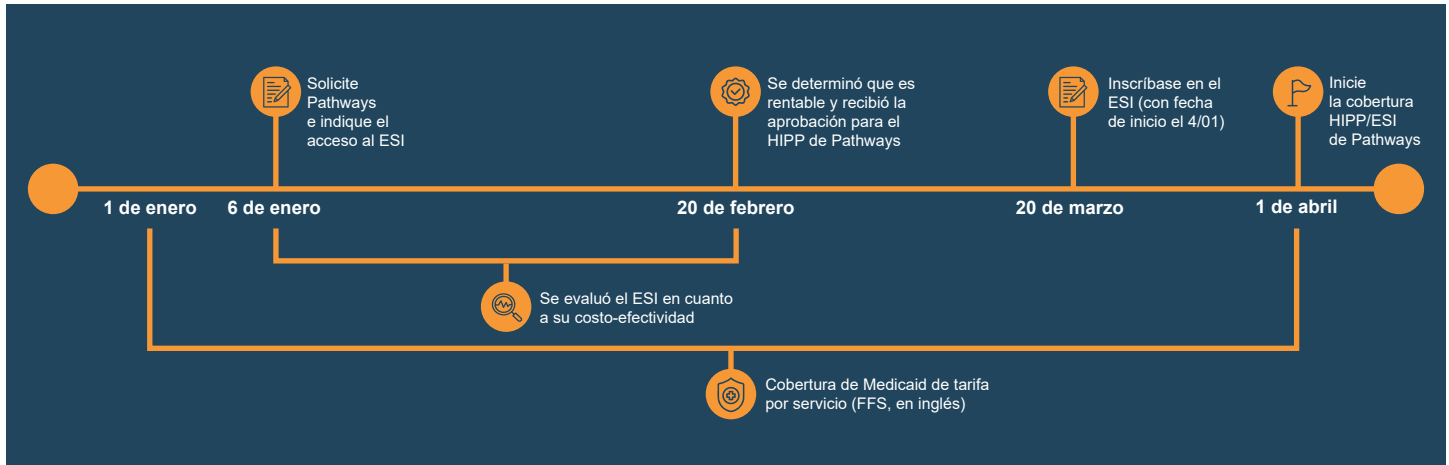 Solicite
Pathways
e indique el
acceso al ESI
Se determinó que es
rentable y recibió la
aprobación para el
HIPP de Pathways
Inscríbase en el
ESI (con fecha
de inicio el 4/01)
Inicie
la cobertura
HIPP/ESI
de Pathways
1 de enero
6 de enero
20 de febrero
20 de marzo
1 de abril
Se evaluó el ESI en cuanto
a su costo-efectividad
Cobertura de Medicaid de tarifa
por servicio (FFS, en inglés)